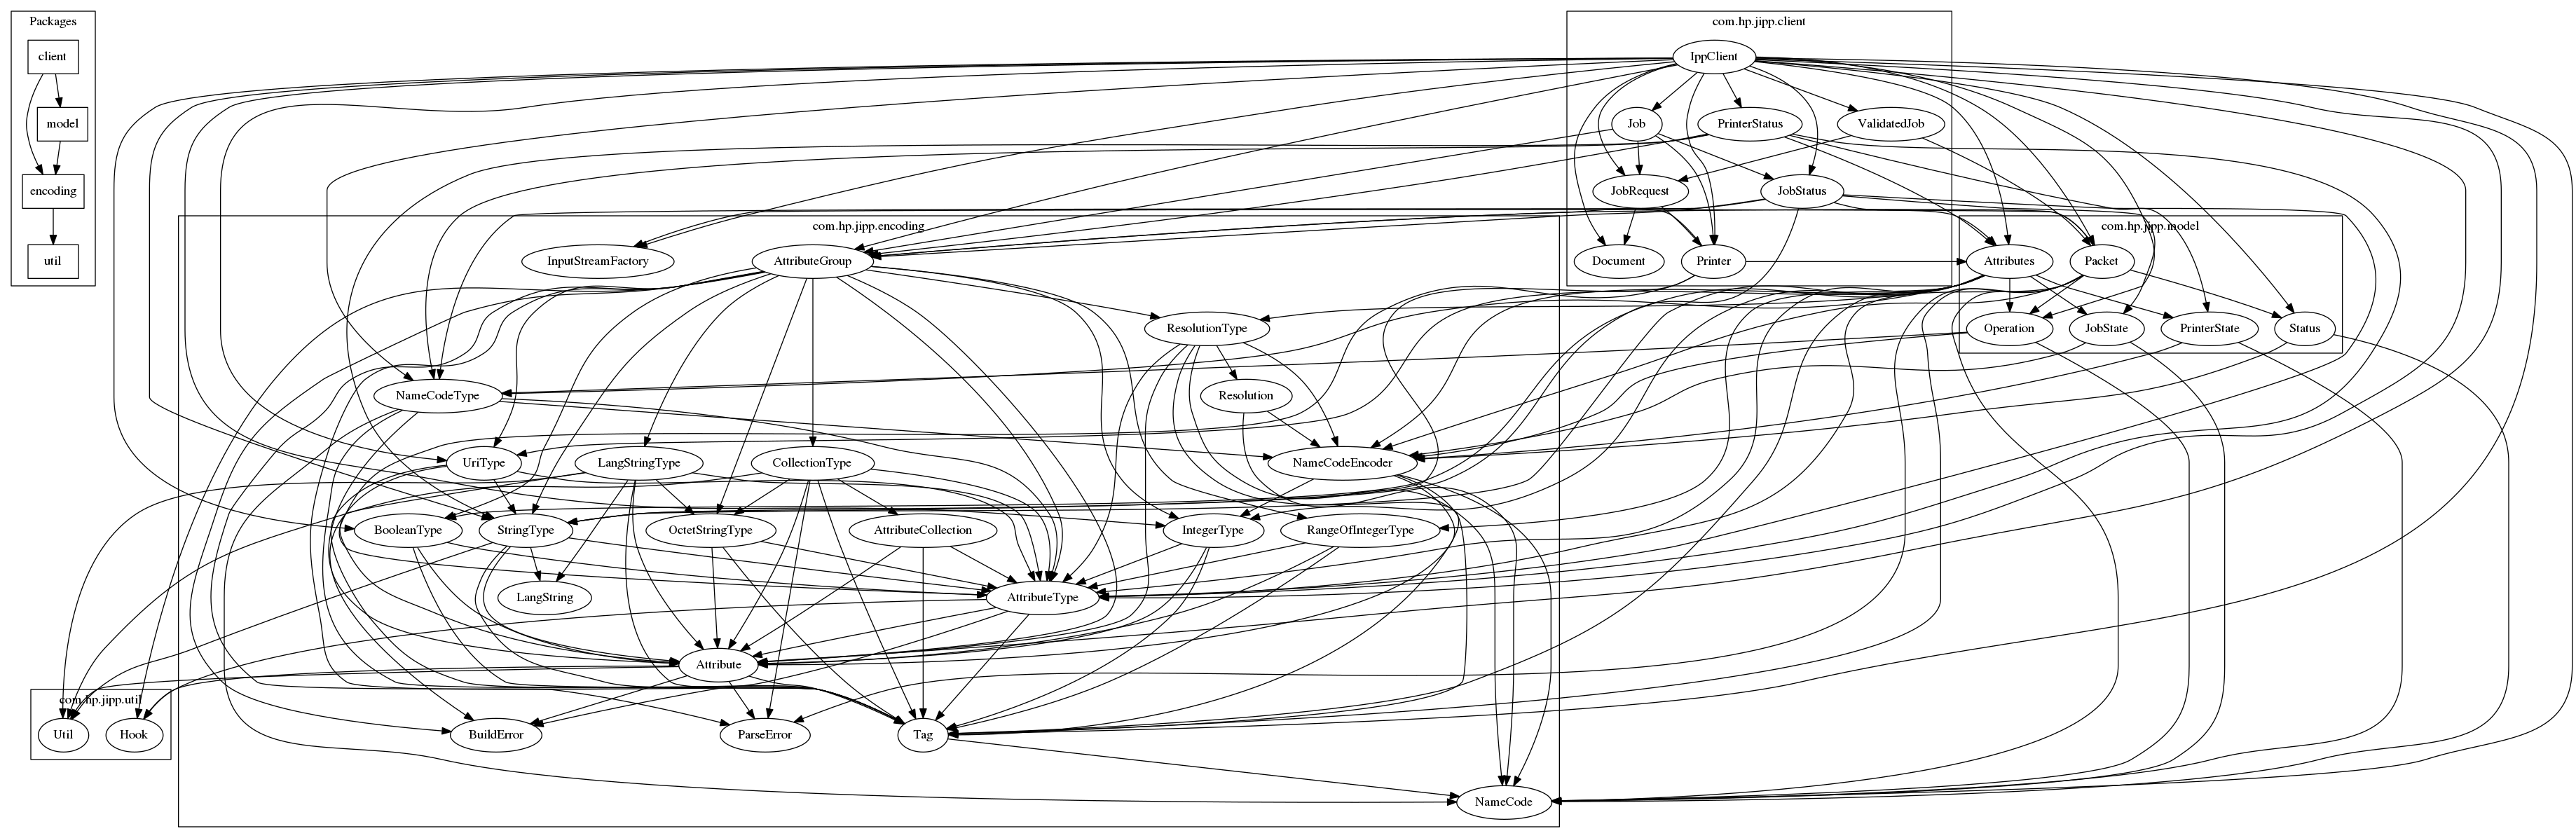 Packages
client
model
encoding
util
com.hp.jipp.client
IppClient
Job
PrinterStatus
ValidatedJob
JobRequest
JobStatus
Document
Printer
com.hp.jipp.encoding
InputStreamFactory
AttributeGroup
com.hp.jipp.model
Attributes
Packet
ResolutionType
Operation
JobState
PrinterState
Status
NameCodeType
Resolution
UriType
LangStringType
CollectionType
NameCodeEncoder
BooleanType
StringType
OctetStringType
AttributeCollection
IntegerType
RangeOfIntegerType
LangString
AttributeType
Attribute
com.hp.jipp.util
Util
Hook
BuildError
ParseError
Tag
NameCode